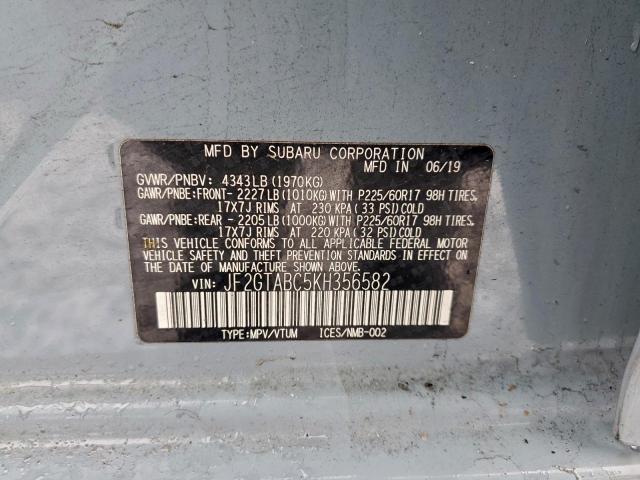 MFD BY SUBARU CORPORATION
MFD IN 06/19
GVWR/PNBV: 4343LB(1970KG)
GAWR/PNBE:FRONT- 2227LB(1010KG)WITH P225/60R17 98H TIRES,
17X7J RIMS AT 230 KPA( 33 PSI) COLD
GAWR/PNBE:REAR - 2205LB(1000KG)WITH P225/60R17 98H TIRES,
17X7J RIMS AT 220 KPA( 32 PSI) COLD
THIS VEHICLE CONFORMS TO ALL APPLICABLE FEDERAL MOTOR
VEHICLE SAFETY AND BUMPER STANDARDS IN EFFECT ON
THE DATE OF MANUFACTURE SHOWN ABOVE.
VIN: JF2GTABC5KH356582
TYPE:MPV/VTUM ICES/NMB-002